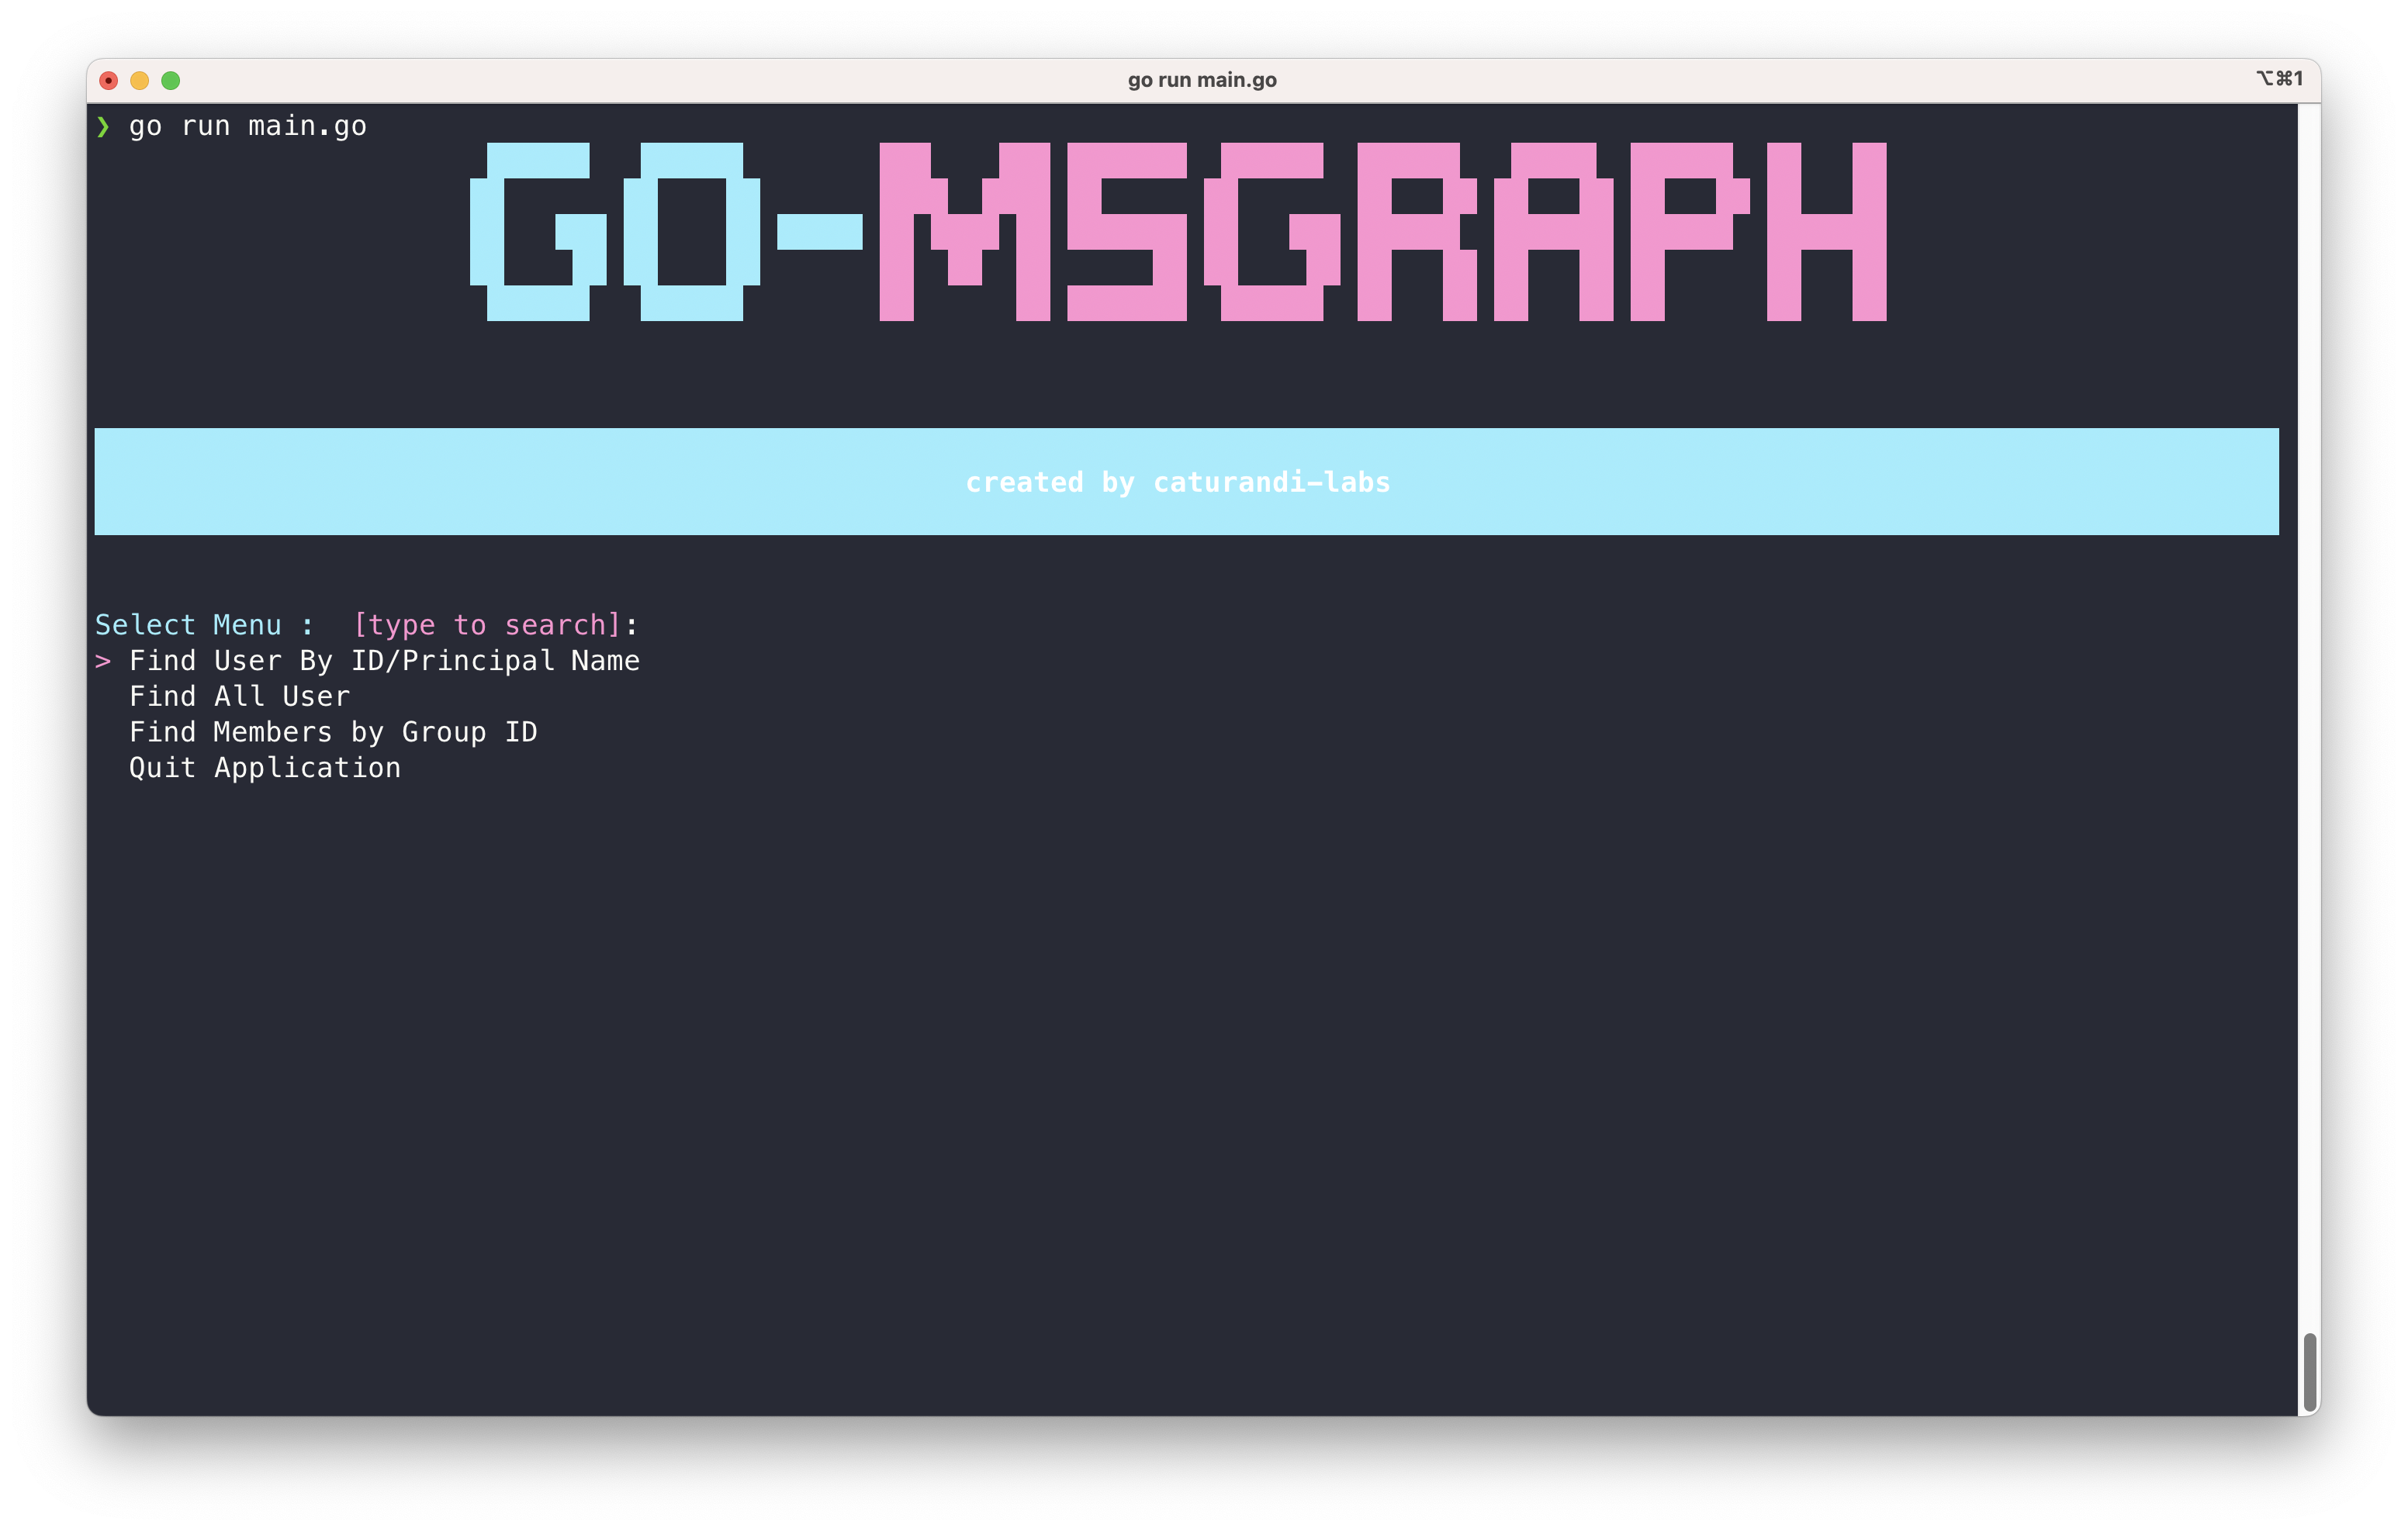 go run main.go
⌥⌘1
❯ go run main.go
GO-MSGRAPH
created by caturandi-labs
Select Menu :  [type to search]:
> Find User By ID/Principal Name
Find All User
Find Members by Group ID
Quit Application